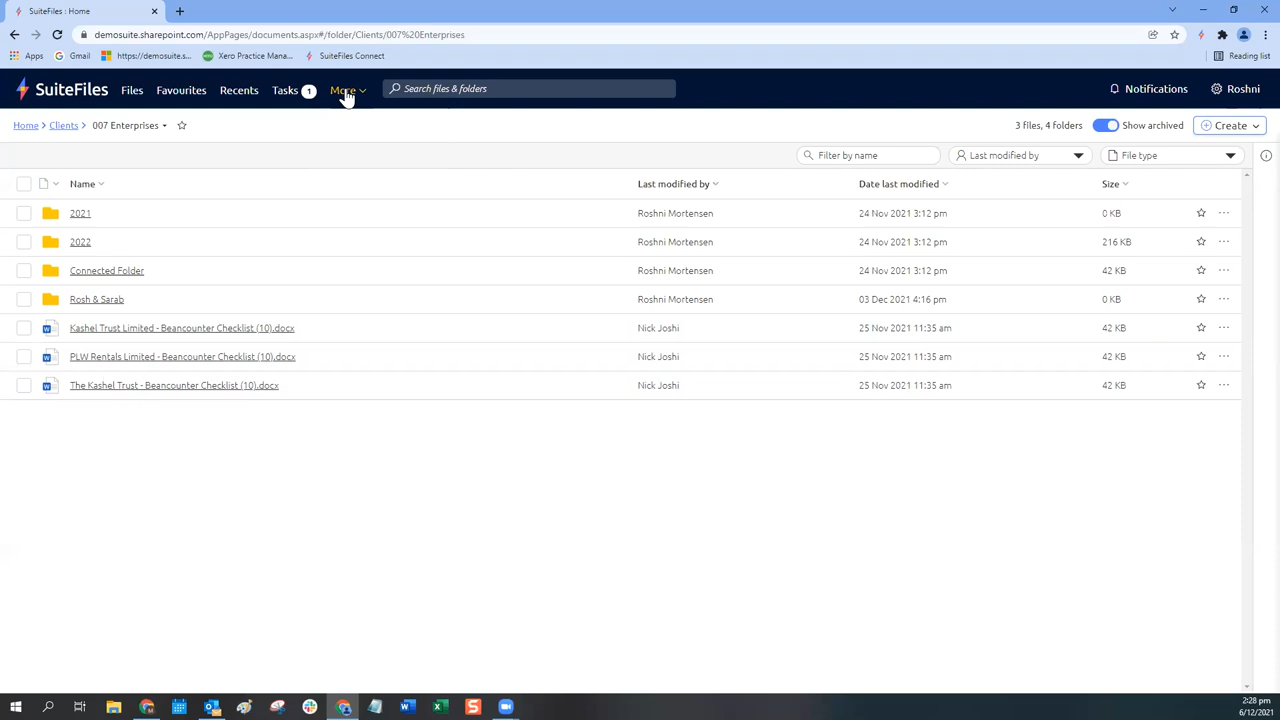 SuiteFiles : Home
demosuite.sharepoint.com/AppPages/documents.aspx#/folder/Clients/007%20Enterprises
Apps Gmail https://demosuite.s... Xero Practice Mana... SuiteFiles Connect Reading list
SuiteFiles Files Favourites Recents Tasks 1 More Search files & folders Notifications Roshni
Home > Clients > 007 Enterprises 3 files, 4 folders Show archived Create
Filter by name Last modified by File type
Name Last modified by Date last modified Size
2021 Roshni Mortensen 24 Nov 2021 3:12 pm 0 KB
2022 Roshni Mortensen 24 Nov 2021 3:12 pm 216 KB
Connected Folder Roshni Mortensen 24 Nov 2021 3:12 pm 42 KB
Rosh & Sarab Roshni Mortensen 03 Dec 2021 4:16 pm 0 KB
Kashel Trust Limited - Beancounter Checklist (10).docx Nick Joshi 25 Nov 2021 11:35 am 42 KB
PLW Rentals Limited - Beancounter Checklist (10).docx Nick Joshi 25 Nov 2021 11:35 am 42 KB
The Kashel Trust - Beancounter Checklist (10).docx Nick Joshi 25 Nov 2021 11:35 am 42 KB
2:28 pm
6/12/2021